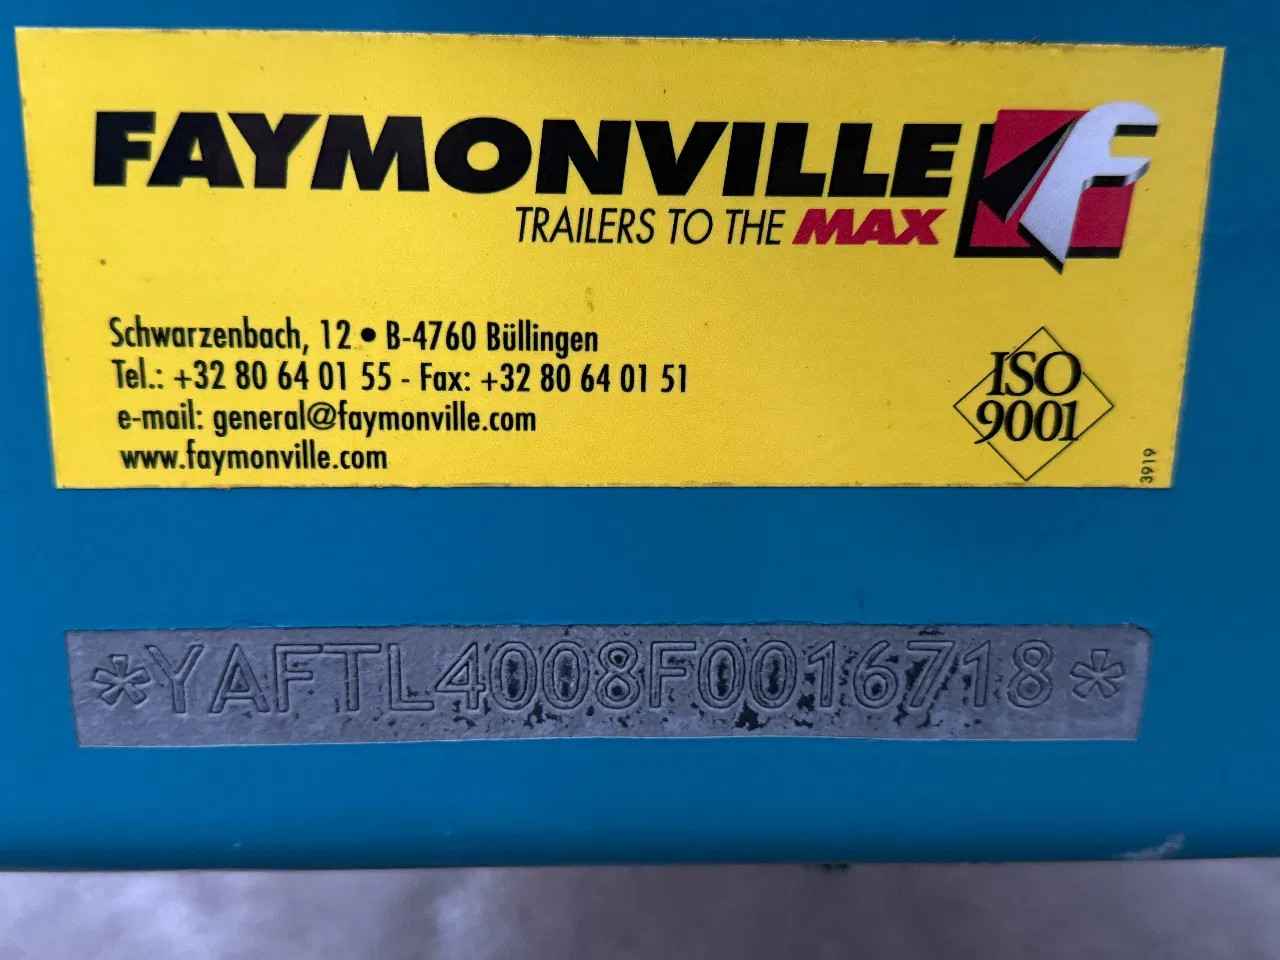 FAYMONVILLE
TRAILERS TO THE MAX
Schwarzenbach, 12 • B-4760 Büllingen
Tel.: +32 80 64 01 55 - Fax: +32 80 64 01 51
e-mail: general@faymonville.com
www.faymonville.com
ISO
9001
3919
*YAFTL4008F0016718*